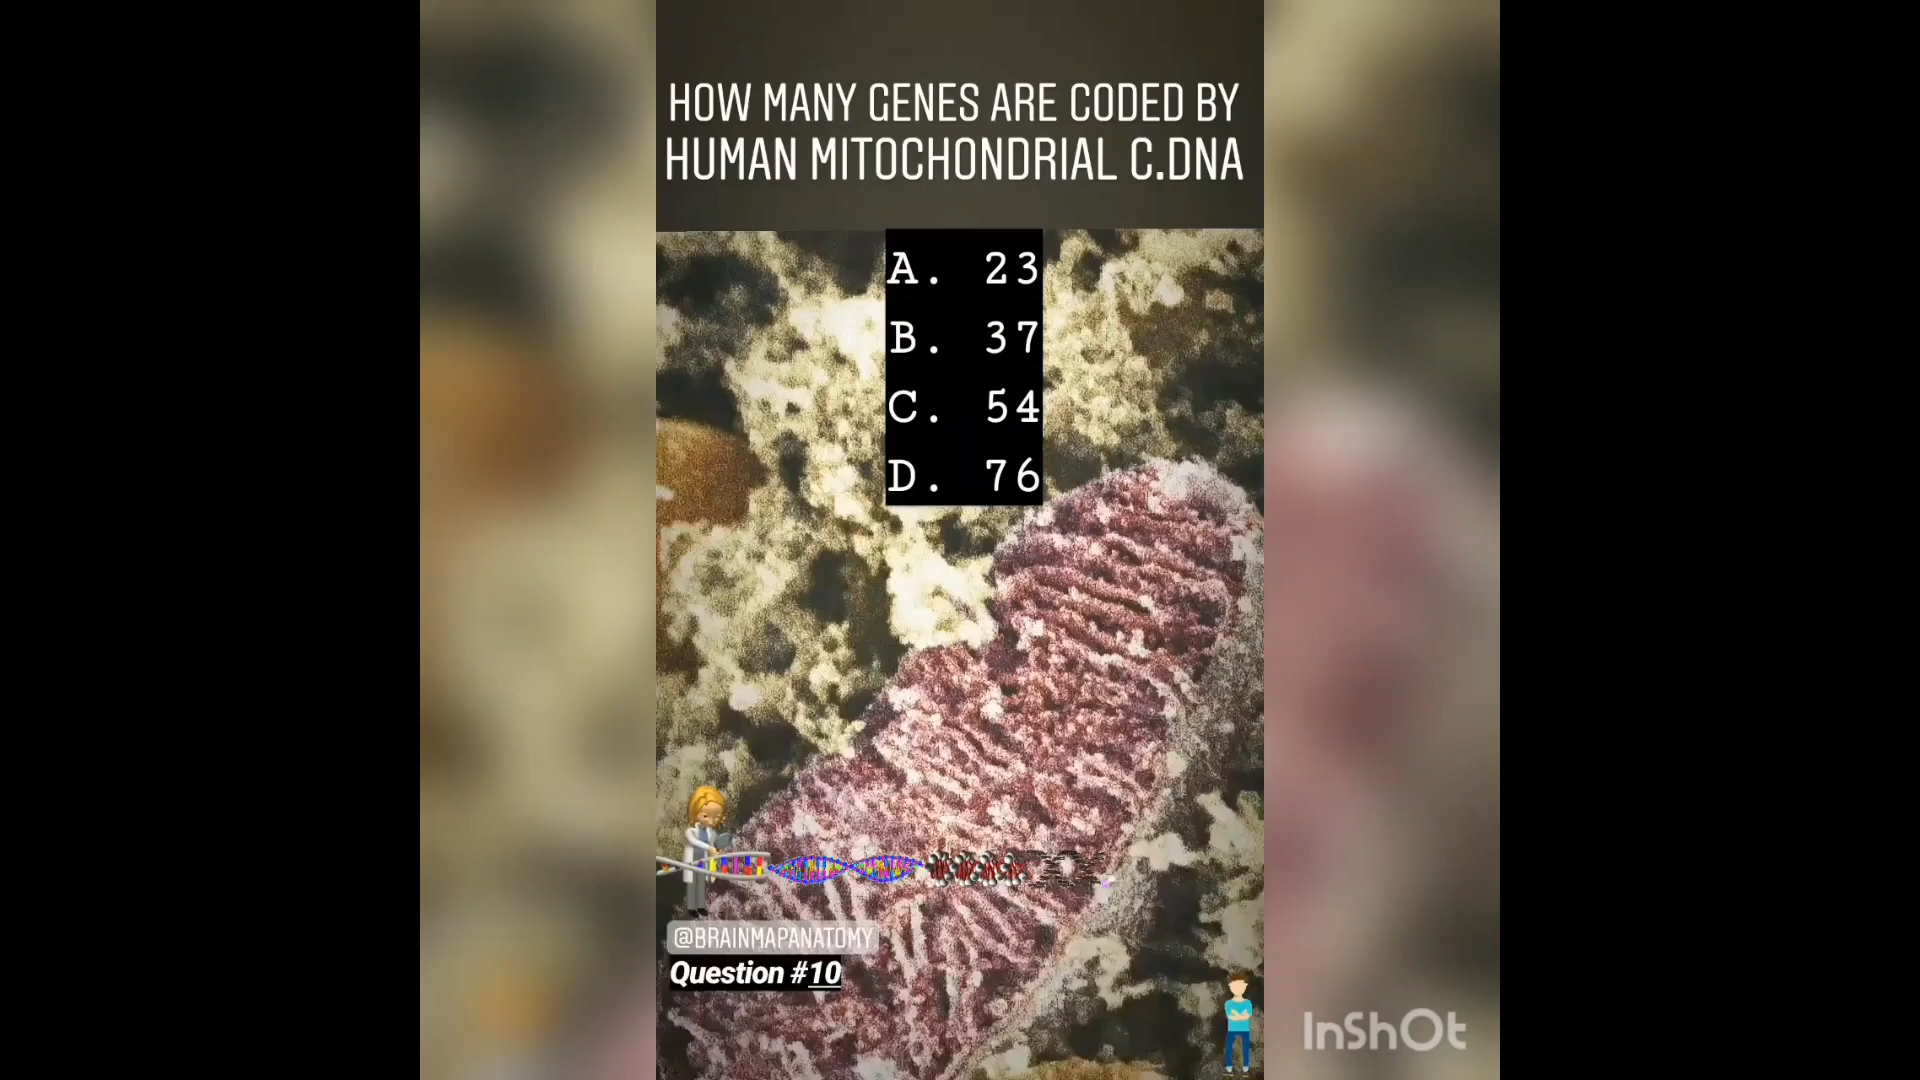 HOW MANY GENES ARE CODED BY
HUMAN MITOCHONDRIAL C.DNA
A. 23
B. 37
C. 54
D. 76
@BRAINMAPANATOMY
Question #10
InShOt